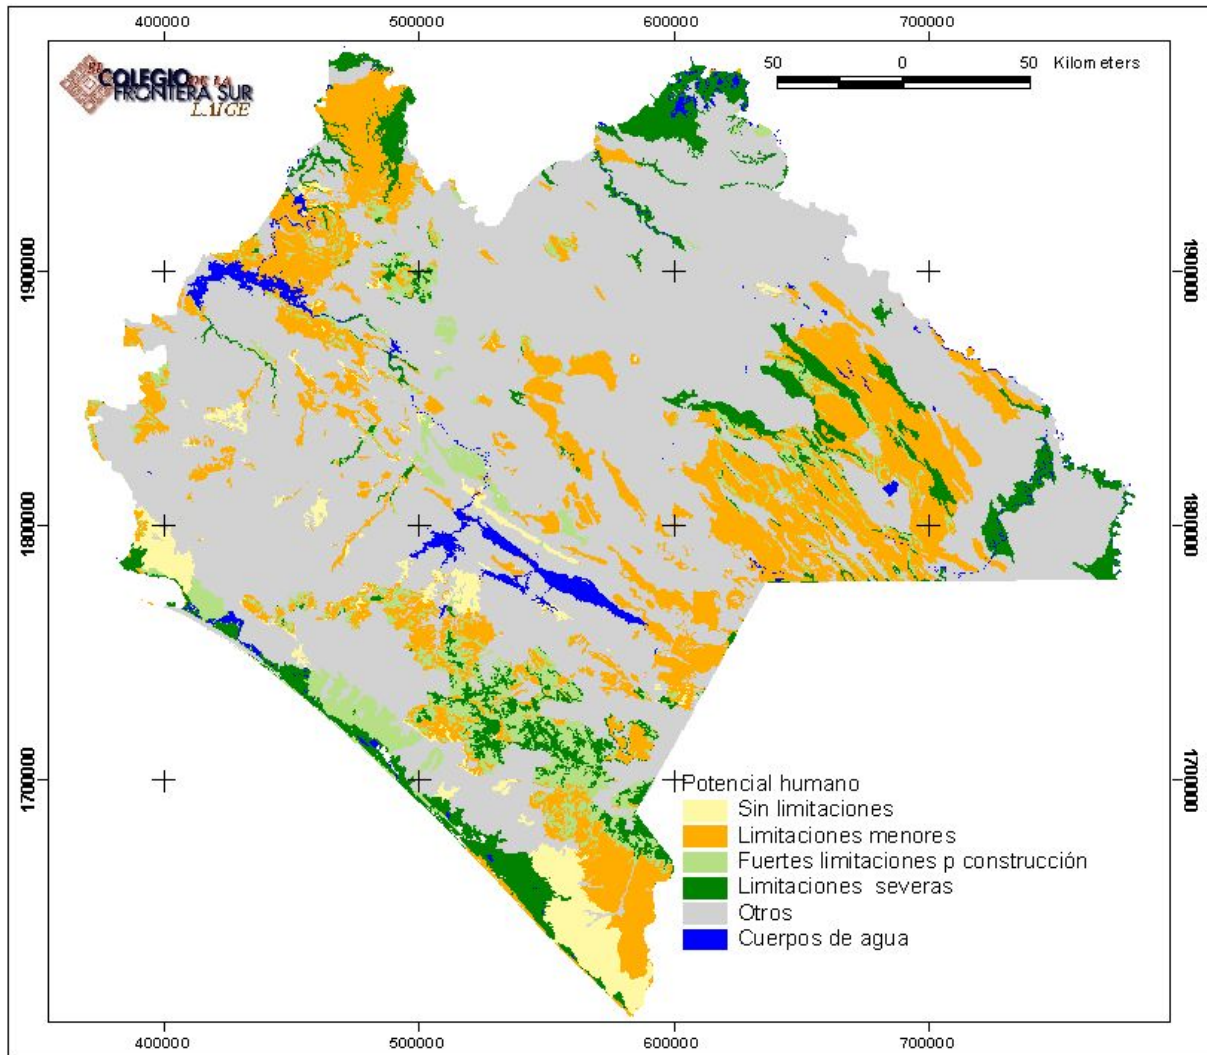 400000 500000 600000 700000
EL
COLEGIO DE LA
FRONTERA SUR
LAIGE
50 0 50 Kilometers
1900000 1900000
1800000 1800000
1700000 1700000
Potencial humano
Sin limitaciones
Limitaciones menores
Fuertes limitaciones p construcción
Limitaciones severas
Otros
Cuerpos de agua
400000 500000 600000 700000